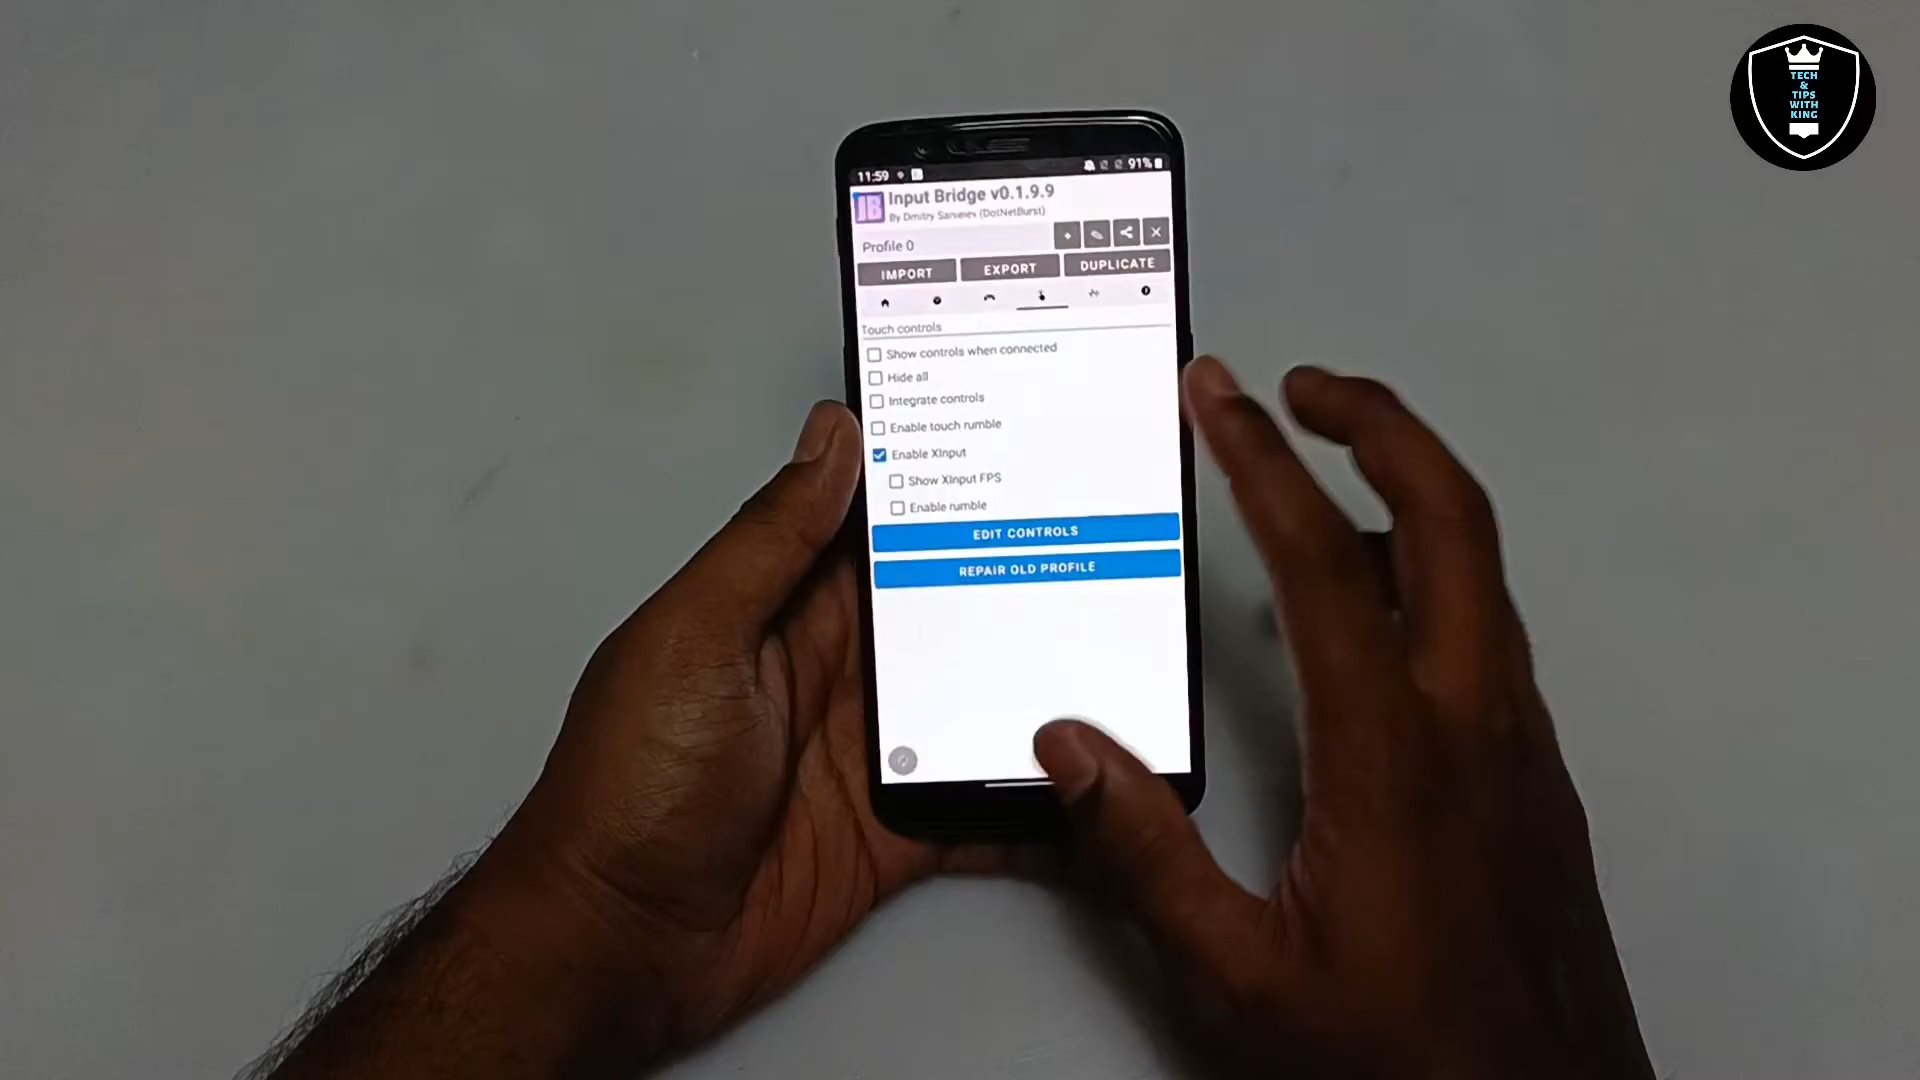 TECH
&
TIPS
WITH
KING
11:59 91%
Input Bridge v0.1.9.9
By Dmitry (DotNetBurst)
Profile 0
IMPORT EXPORT DUPLICATE
Touch controls
Show controls when connected
Hide all
Integrate controls
Enable touch rumble
Enable XInput
Show XInput FPS
Enable rumble
EDIT CONTROLS
REPAIR OLD PROFILE